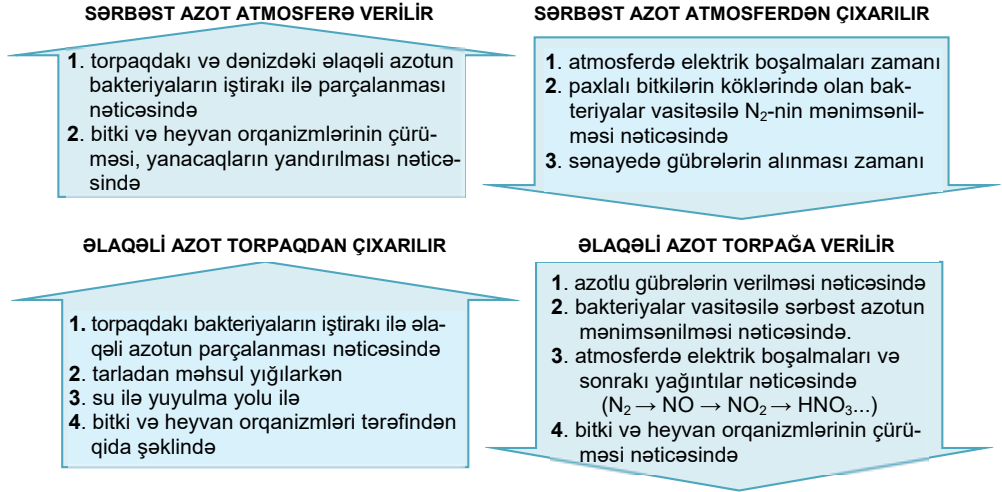 SƏRBƏST AZOT ATMOSFERƏ VERİLİR
1. torpaqdakı və dənizdəki əlaqəli azotun
bakteriyaların iştirakı ilə parçalanması
nəticəsində
2. bitki və heyvan orqanizmlərinin çürü-
məsi, yanacaqların yandırılması nəticə-
sində
SƏRBƏST AZOT ATMOSFERDƏN ÇIXARILIR
1. atmosferdə elektrik boşalmaları zamanı
2. paxlalı bitkilərin köklərində olan bak-
teriyalar vasitəsilə N₂-nin mənimsənil-
məsi nəticəsində
3. sənayedə gübrələrin alınması zamanı
ƏLAQƏLİ AZOT TORPAQDAN ÇIXARILIR
1. torpaqdakı bakteriyaların iştirakı ilə əla-
qəli azotun parçalanması nəticəsində
2. tarladan məhsul yığılarkən
3. su ilə yuyulma yolu ilə
4. bitki və heyvan orqanizmləri tərəfindən
qida şəklində
ƏLAQƏLİ AZOT TORPAĞA VERİLİR
1. azotlu gübrələrin verilməsi nəticəsində
2. bakteriyalar vasitəsilə sərbəst azotun
mənimsənilməsi nəticəsində.
3. atmosferdə elektrik boşalmaları və
sonrakı yağıntılar nəticəsində
(N₂ → NO → NO₂ → HNO₃...)
4. bitki və heyvan orqanizmlərinin çürü-
məsi nəticəsində